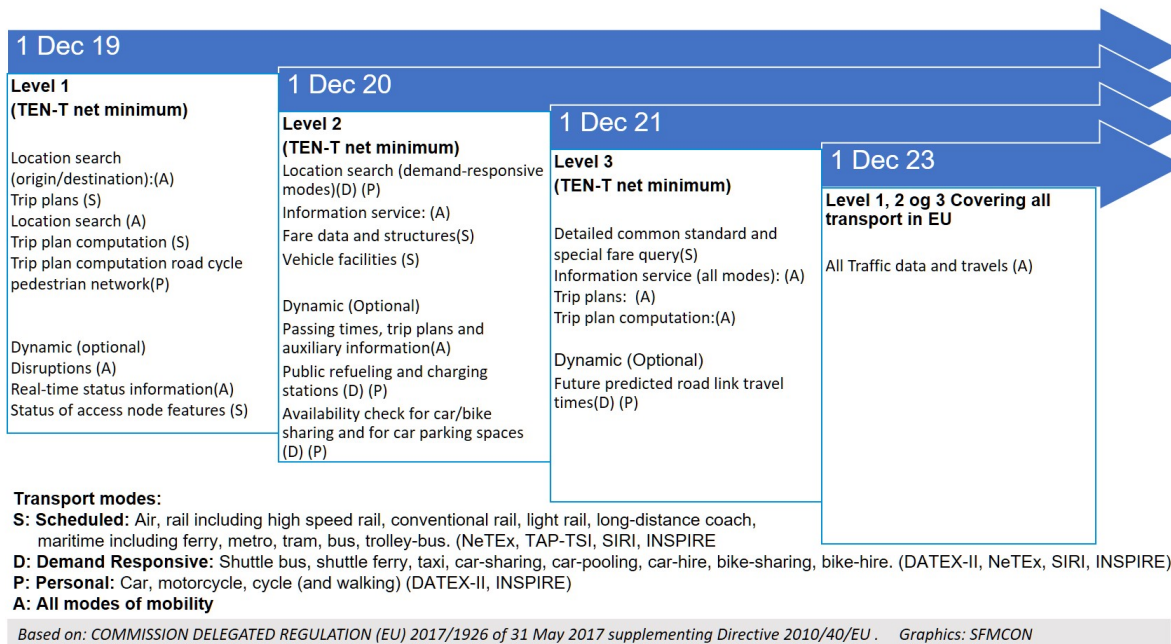 1 Dec 19
Level 1
(TEN-T net minimum)
Location search
(origin/destination):(A)
Trip plans (S)
Location search (A)
Trip plan computation (S)
Trip plan computation road cycle
pedestrian network(P)
Dynamic (optional)
Disruptions (A)
Real-time status information(A)
Status of access node features (S)
1 Dec 20
Level 2
(TEN-T net minimum)
Location search (demand-responsive
modes)(D) (P)
Information service: (A)
Fare data and structures(S)
Vehicle facilities (S)
Dynamic (Optional)
Passing times, trip plans and
auxiliary information(A)
Public refueling and charging
stations (D) (P)
Availability check for car/bike
sharing and for car parking spaces
(D) (P)
1 Dec 21
Level 3
(TEN-T net minimum)
Detailed common standard and
special fare query(S)
Information service (all modes): (A)
Trip plans:  (A)
Trip plan computation:(A)
Dynamic (Optional)
Future predicted road link travel
times(D) (P)
1 Dec 23
Level 1, 2 og 3 Covering all
transport in EU
All Traffic data and travels (A)
Transport modes:
S: Scheduled: Air, rail including high speed rail, conventional rail, light rail, long-distance coach,
maritime including ferry, metro, tram, bus, trolley-bus. (NeTEx, TAP-TSI, SIRI, INSPIRE
D: Demand Responsive: Shuttle bus, shuttle ferry, taxi, car-sharing, car-pooling, car-hire, bike-sharing, bike-hire. (DATEX-II, NeTEx, SIRI, INSPIRE)
P: Personal: Car, motorcycle, cycle (and walking) (DATEX-II, INSPIRE)
A: All modes of mobility
Based on: COMMISSION DELEGATED REGULATION (EU) 2017/1926 of 31 May 2017 supplementing Directive 2010/40/EU .    Graphics: SFMCON